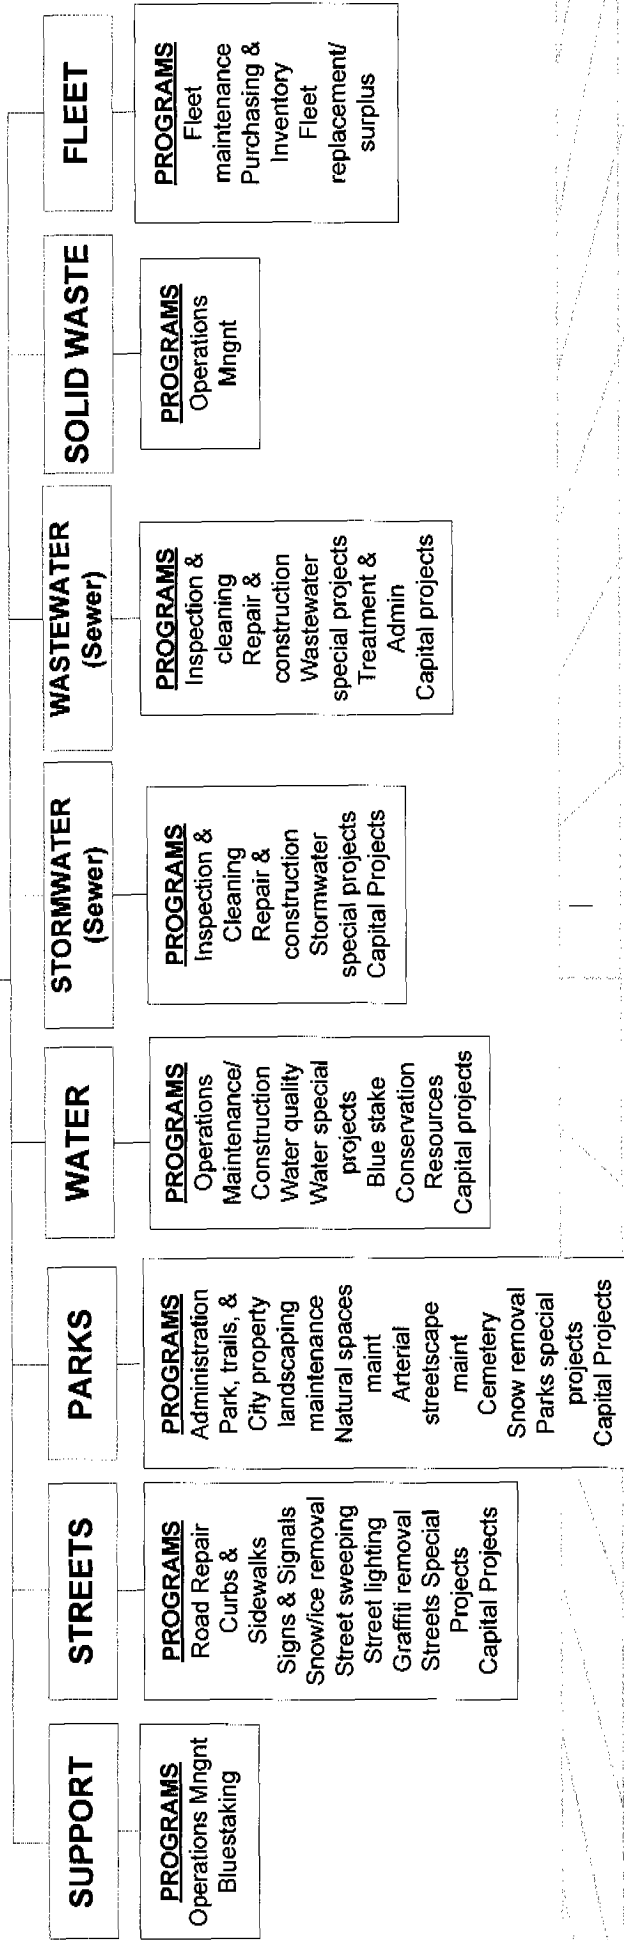 SUPPORT
PROGRAMS
Operations Mngnt
Bluestaking
STREETS
PROGRAMS
Road Repair
Curbs &
Sidewalks
Signs & Signals
Snow/ice removal
Street sweeping
Street lighting
Graffiti removal
Streets Special
Projects
Capital Projects
PARKS
PROGRAMS
Administration
Park, trails, &
City property
landscaping
maintenance
Natural spaces
maint
Arterial
streetscape
maint
Cemetery
Snow removal
Parks special
projects
Capital Projects
WATER
PROGRAMS
Operations
Maintenance/
Construction
Water quality
Water special
projects
Blue stake
Conservation
Resources
Capital projects
STORMWATER
(Sewer)
PROGRAMS
Inspection &
Cleaning
Repair &
construction
Stormwater
special projects
Capital Projects
WASTEWATER
(Sewer)
PROGRAMS
Inspection &
cleaning
Repair &
construction
Wastewater
special projects
Treatment &
Admin
Capital projects
SOLID WASTE
PROGRAMS
Operations
Mngnt
FLEET
PROGRAMS
Fleet
maintenance
Purchasing &
Inventory
Fleet
replacement/
surplus